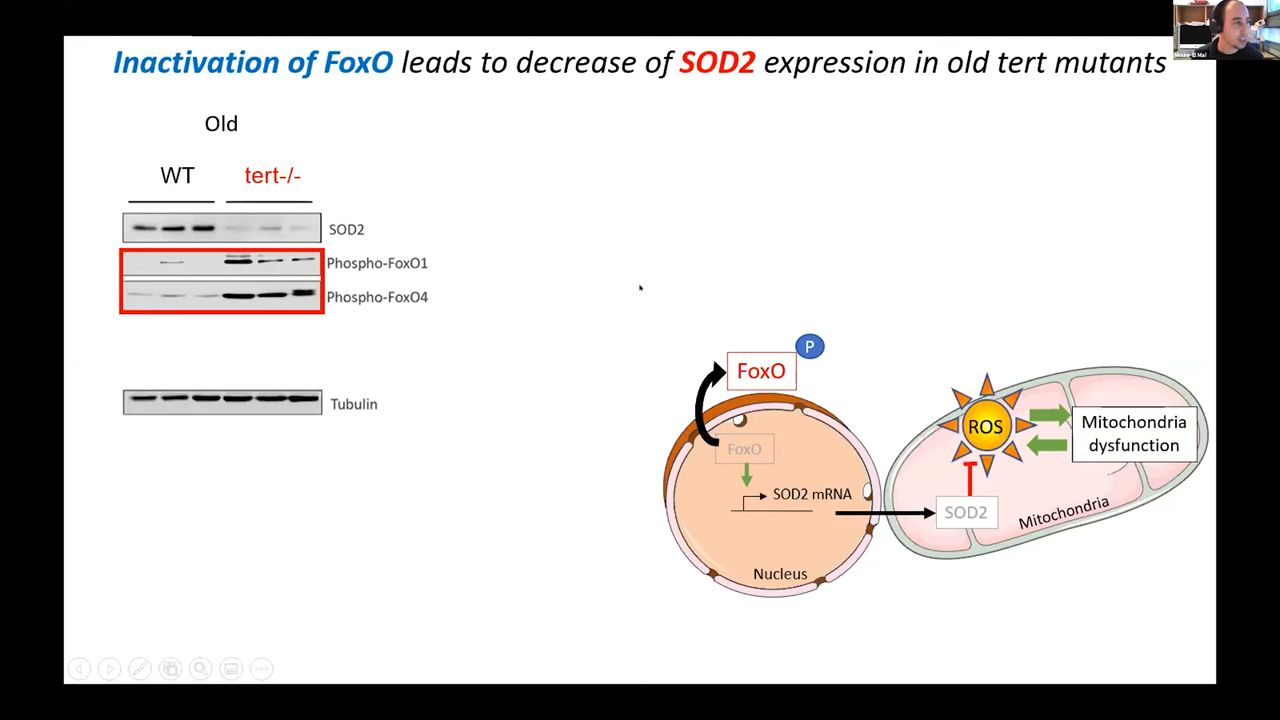 Inactivation of FoxO leads to decrease of SOD2 expression in old tert mutants
Old
WT
tert-/-
SOD2
Phospho-FoxO1
Phospho-FoxO4
Tubulin
P
FoxO
FoxO
SOD2 mRNA
Nucleus
ROS
Mitochondria
dysfunction
SOD2
Mitochondria